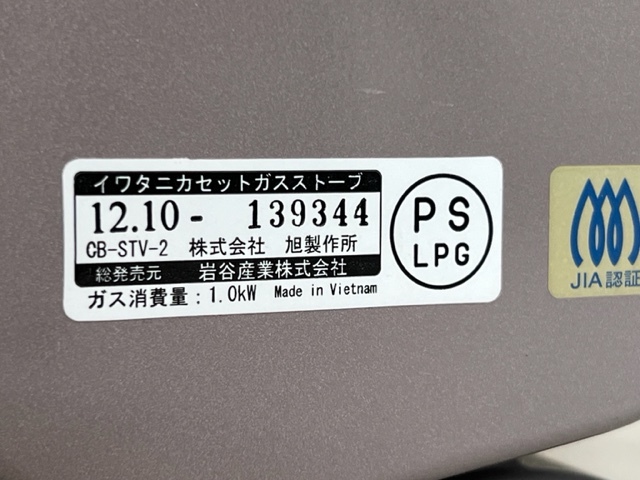 イワタニカセットガスストーブ
12.10- 139344
CB-STV-2 株式会社 旭製作所
総発売元 岩谷産業株式会社
ガス消費量:1.0kW Made in Vietnam
PS
LPG
JIA認証